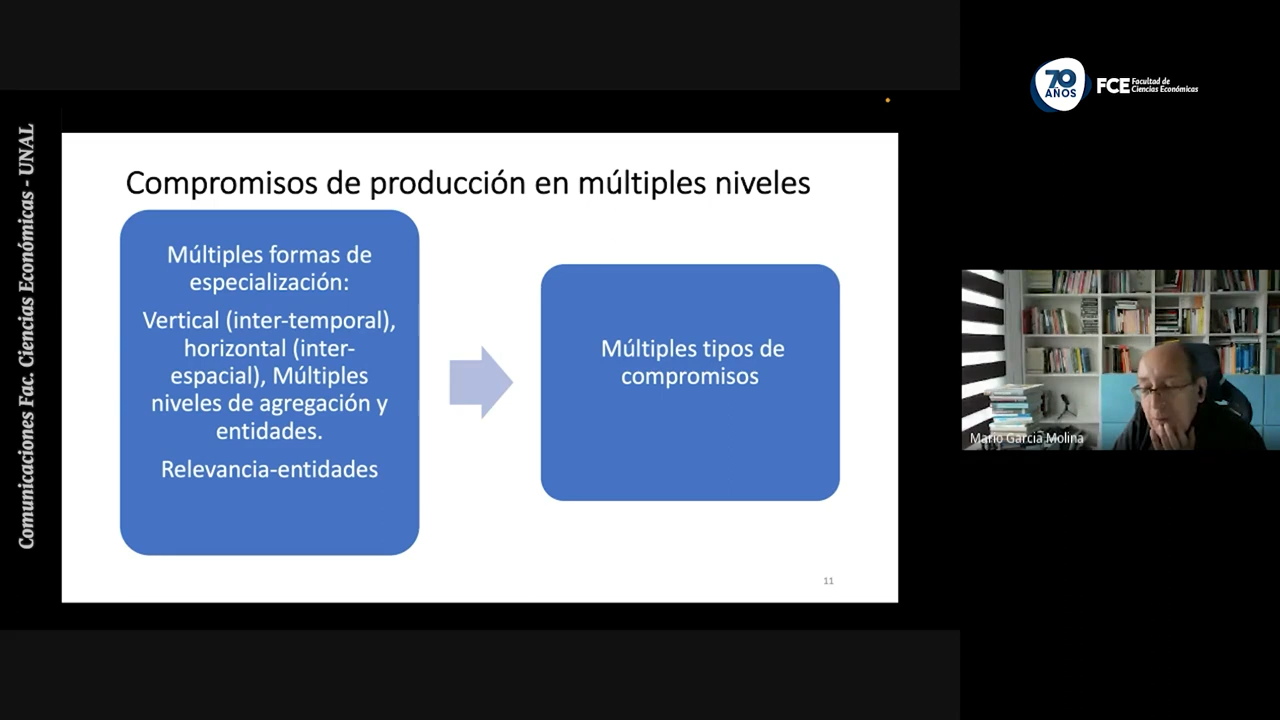 70
AÑOS
FCE
Facultad de
Ciencias Económicas
Comunicaciones Fac. Ciencias Económicas - UNAL
Compromisos de producción en múltiples niveles
Múltiples formas de
especialización:
Vertical (inter-temporal),
horizontal (inter-
espacial), Múltiples
niveles de agregación y
entidades.
Relevancia-entidades
Múltiples tipos de
compromisos
11
Mario Garcia Molina